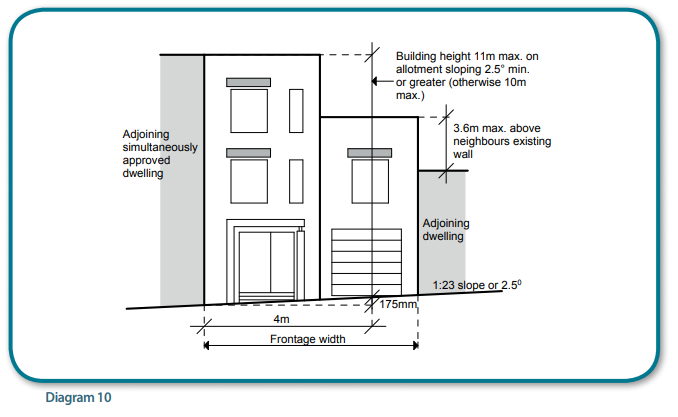 Building height 11m max. on
allotment sloping 2.5° min.
or greater (otherwise 10m
max.)
3.6m max. above
neighbours existing
wall
Adjoining
simultaneously
approved
dwelling
Adjoining
dwelling
1:23 slope or 2.5⁰
175mm
4m
Frontage width
Diagram 10